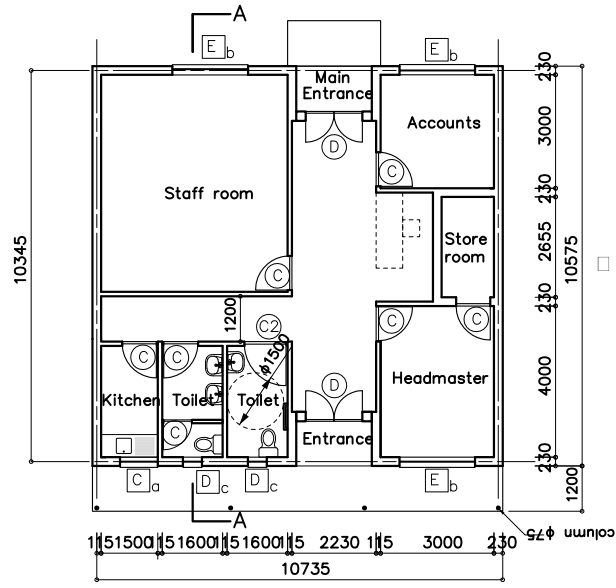 A
E b
E b
Main
Entrance
D
Accounts
C
230
3000
230
Staff room
Store
room
2655
10345
10575
C
230
1200
C2
C
C
D
φ1500
C
C
Headmaster
4000
Kitchen
Toilet
Toilet
C
Entrance
230
C a
D c
D c
E b
1200
A
column φ75
115
1500
115
1600
115
1600
115
2230
115
3000
230
10735